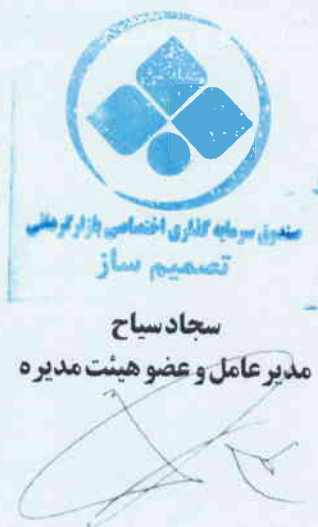 صندوق سرمایه گذاری اختصاصی بازارگردانی
تصمیم ساز
سجاد سیاح
مدیرعامل و عضو هیئت مدیره